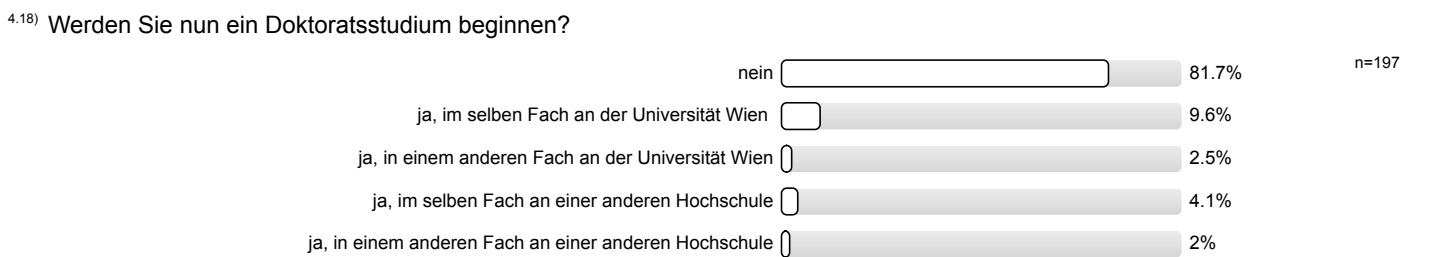 4.18) Werden Sie nun ein Doktoratsstudium beginnen?
nein 81.7% n=197
ja, im selben Fach an der Universität Wien 9.6%
ja, in einem anderen Fach an der Universität Wien 2.5%
ja, im selben Fach an einer anderen Hochschule 4.1%
ja, in einem anderen Fach an einer anderen Hochschule 2%